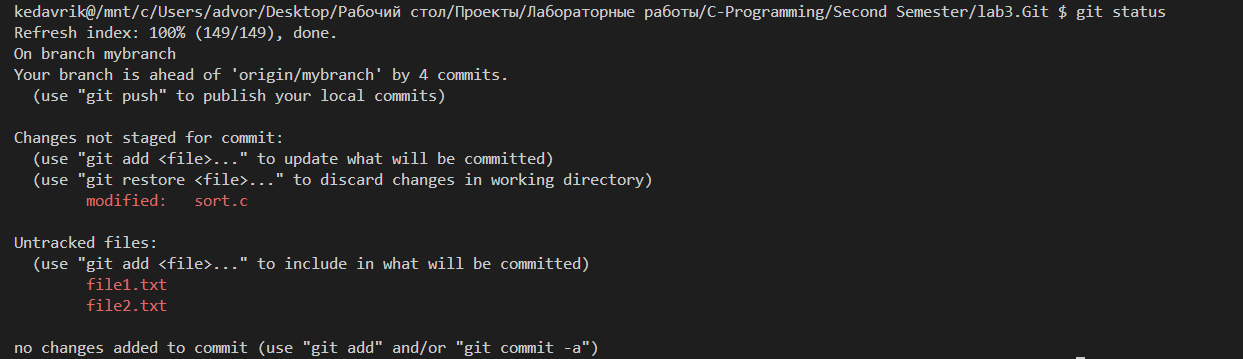 kedavrik@/mnt/c/Users/advor/Desktop/Рабочий стол/Проекты/Лабораторные работы/C-Programming/Second Semester/lab3.Git $ git status
Refresh index: 100% (149/149), done.
On branch mybranch
Your branch is ahead of 'origin/mybranch' by 4 commits.
  (use "git push" to publish your local commits)

Changes not staged for commit:
  (use "git add <file>..." to update what will be committed)
  (use "git restore <file>..." to discard changes in working directory)
        modified:   sort.c

Untracked files:
  (use "git add <file>..." to include in what will be committed)
        file1.txt
        file2.txt

no changes added to commit (use "git add" and/or "git commit -a")